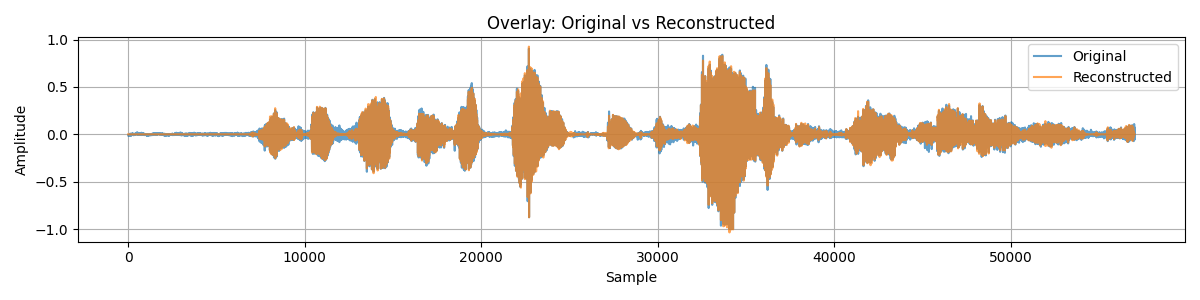 Overlay: Original vs Reconstructed
1.0
0.5
0.0
−0.5
−1.0
Amplitude
Original
Reconstructed
0 10000 20000 30000 40000 50000
Sample